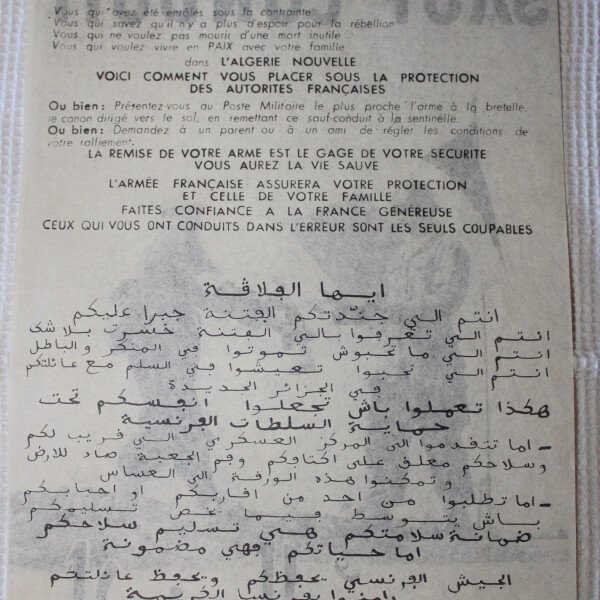 Vous qui avez été enrôlés sous la contrainte
Vous qui savez qu'il n'y a plus d'espoir pour la rébellion
Vous qui ne voulez pas mourir d'une mort inutile
Vous qui voulez vivre en PAIX avec votre famille
dans L'ALGERIE NOUVELLE
VOICI COMMENT VOUS PLACER SOUS LA PROTECTION
DES AUTORITES FRANÇAISES
Ou bien : Présentez-vous au Poste Militaire le plus proche l'arme à la bretelle,
le canon dirigé vers le sol, en remettant ce sauf-conduit à la sentinelle.
Ou bien : Demandez à un parent ou à un ami de régler les conditions de
votre ralliement.
LA REMISE DE VOTRE ARME EST LE GAGE DE VOTRE SECURITE
VOUS AUREZ LA VIE SAUVE
L'ARMÉE FRANÇAISE ASSURERA VOTRE PROTECTION
ET CELLE DE VOTRE FAMILLE
FAITES CONFIANCE A LA FRANCE GÉNÉREUSE
CEUX QUI VOUS ONT CONDUITS DANS L'ERREUR SONT LES SEULS COUPABLES
ايها الفلاڨة
انتم الي جندتكم الفتنة جبرا عليكم
انتم الي تعرفوا بالي الفتنة خسرت بلا شك
انتم الي ما تحبوش تموتوا في المنكر والباطل
انتم الي تحبوا تعيشوا في السلم مع عائلتكم
في الجزائر الجديدة
هكذا تعملوا باش تجعلوا انفسكم تحت
حماية السلطات الفرنسية
ـ اما تتقدموا الى المركز العسكري الي قريب لكم
وسلاحكم معلق على اكتافكم وفم الجعبة صاد للارض
وتمكنوا هذه الورقة الى العساس
ـ اما تطلبوا من احد من اقاربكم او احبابكم
باش يتوسط فيما يخص تسليمكم
ضمانة سلامتكم هي تسليم سلاحكم
اما حياتكم فهي مضمونة
الجيش الفرنسي يحفظكم ويحفظ عائلتكم
بفرنسا الكريمة